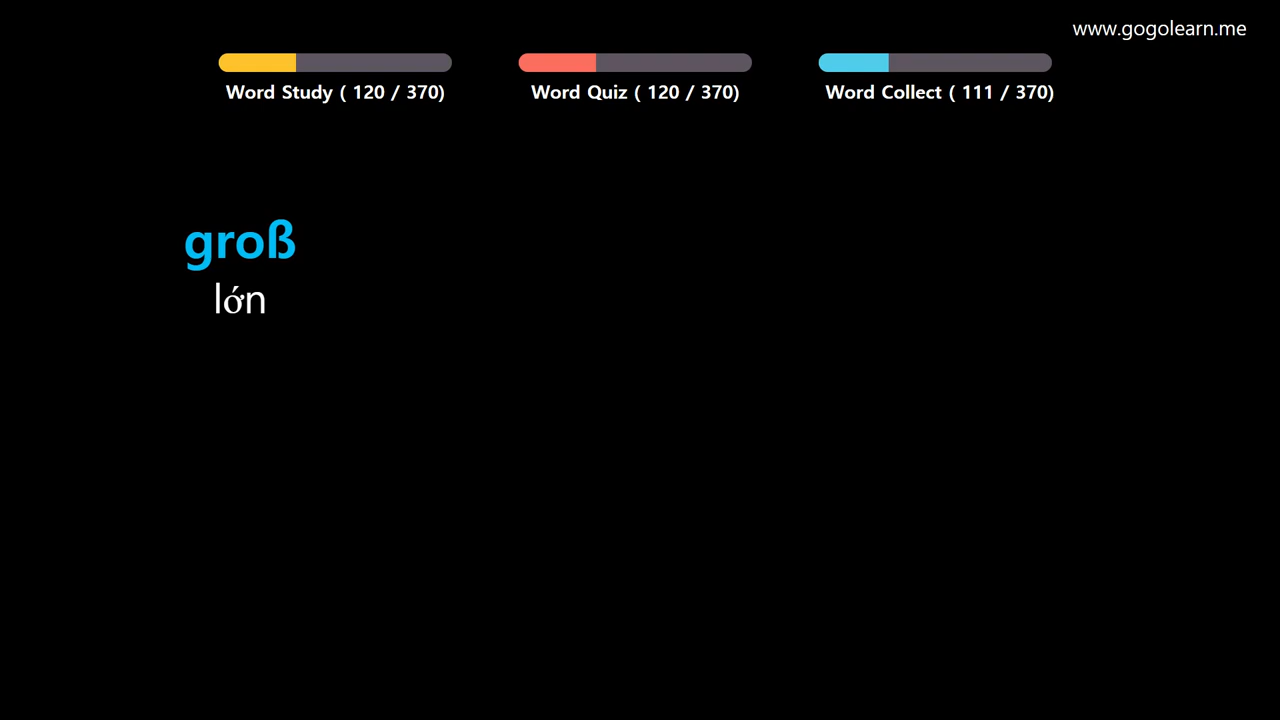 www.gogolearn.me
Word Study ( 120 / 370)
Word Quiz ( 120 / 370)
Word Collect ( 111 / 370)
groß
lớn